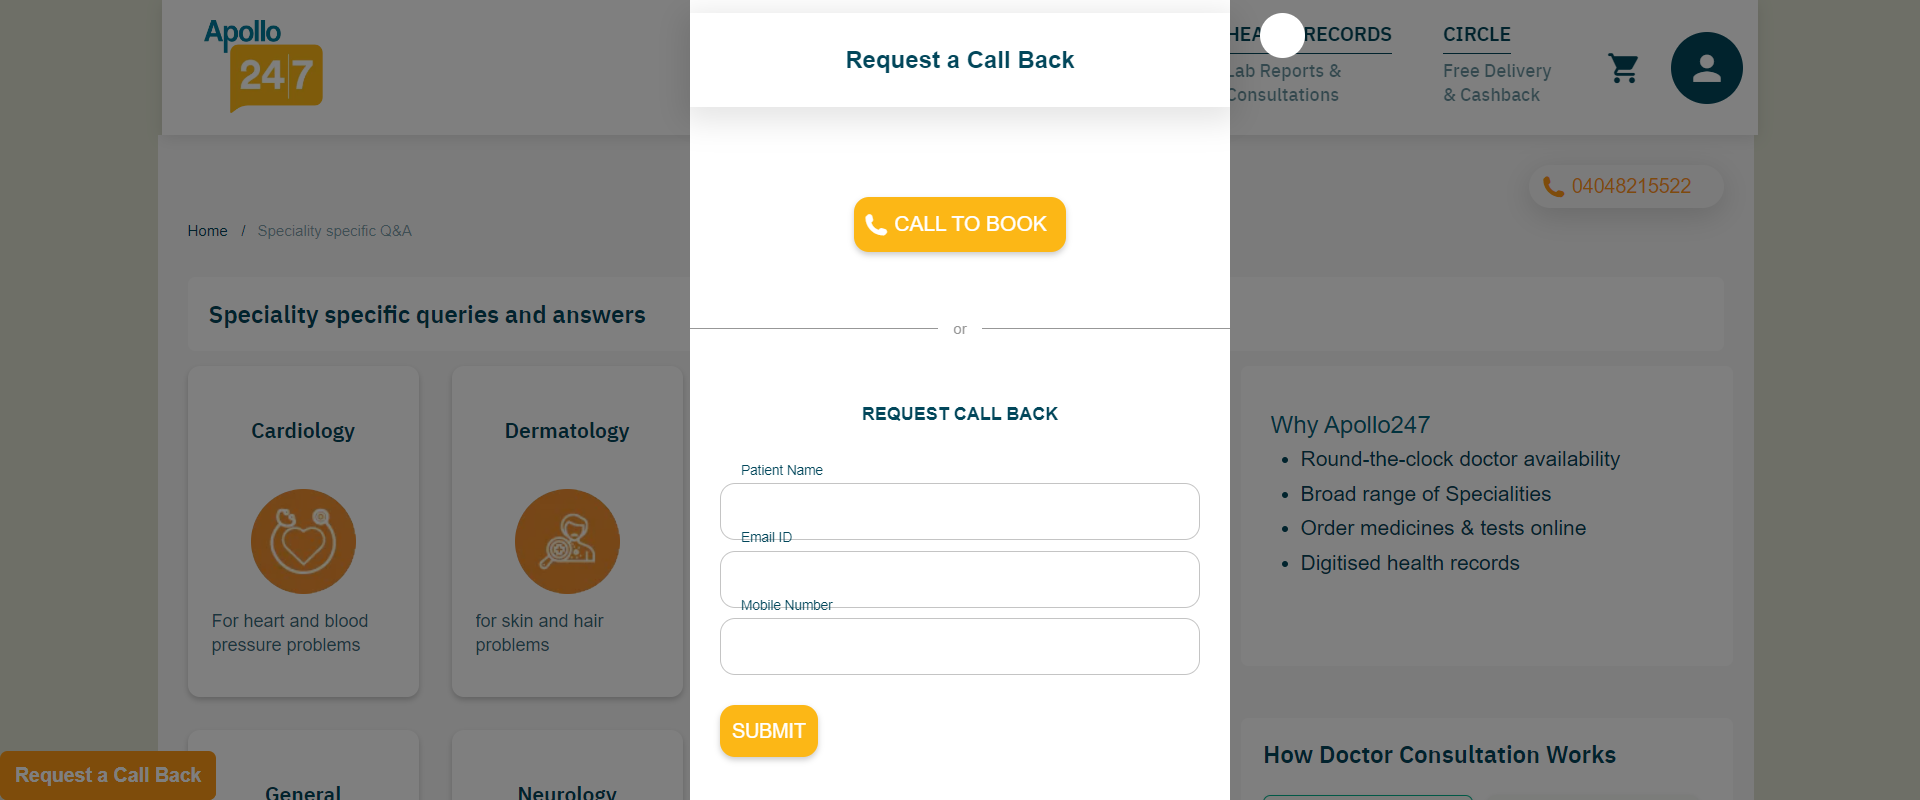 Apollo
24|7
Request a Call Back
RECORDS
Lab Reports &
Consultations
CIRCLE
Free Delivery
& Cashback
04048215522
Home / Speciality specific Q&A
CALL TO BOOK
or
Speciality specific queries and answers
REQUEST CALL BACK
Patient Name
Email ID
Mobile Number
SUBMIT
Cardiology
For heart and blood
pressure problems
Dermatology
for skin and hair
problems
Why Apollo247
Round-the-clock doctor availability
Broad range of Specialities
Order medicines & tests online
Digitised health records
How Doctor Consultation Works
Request a Call Back
General
Neurology